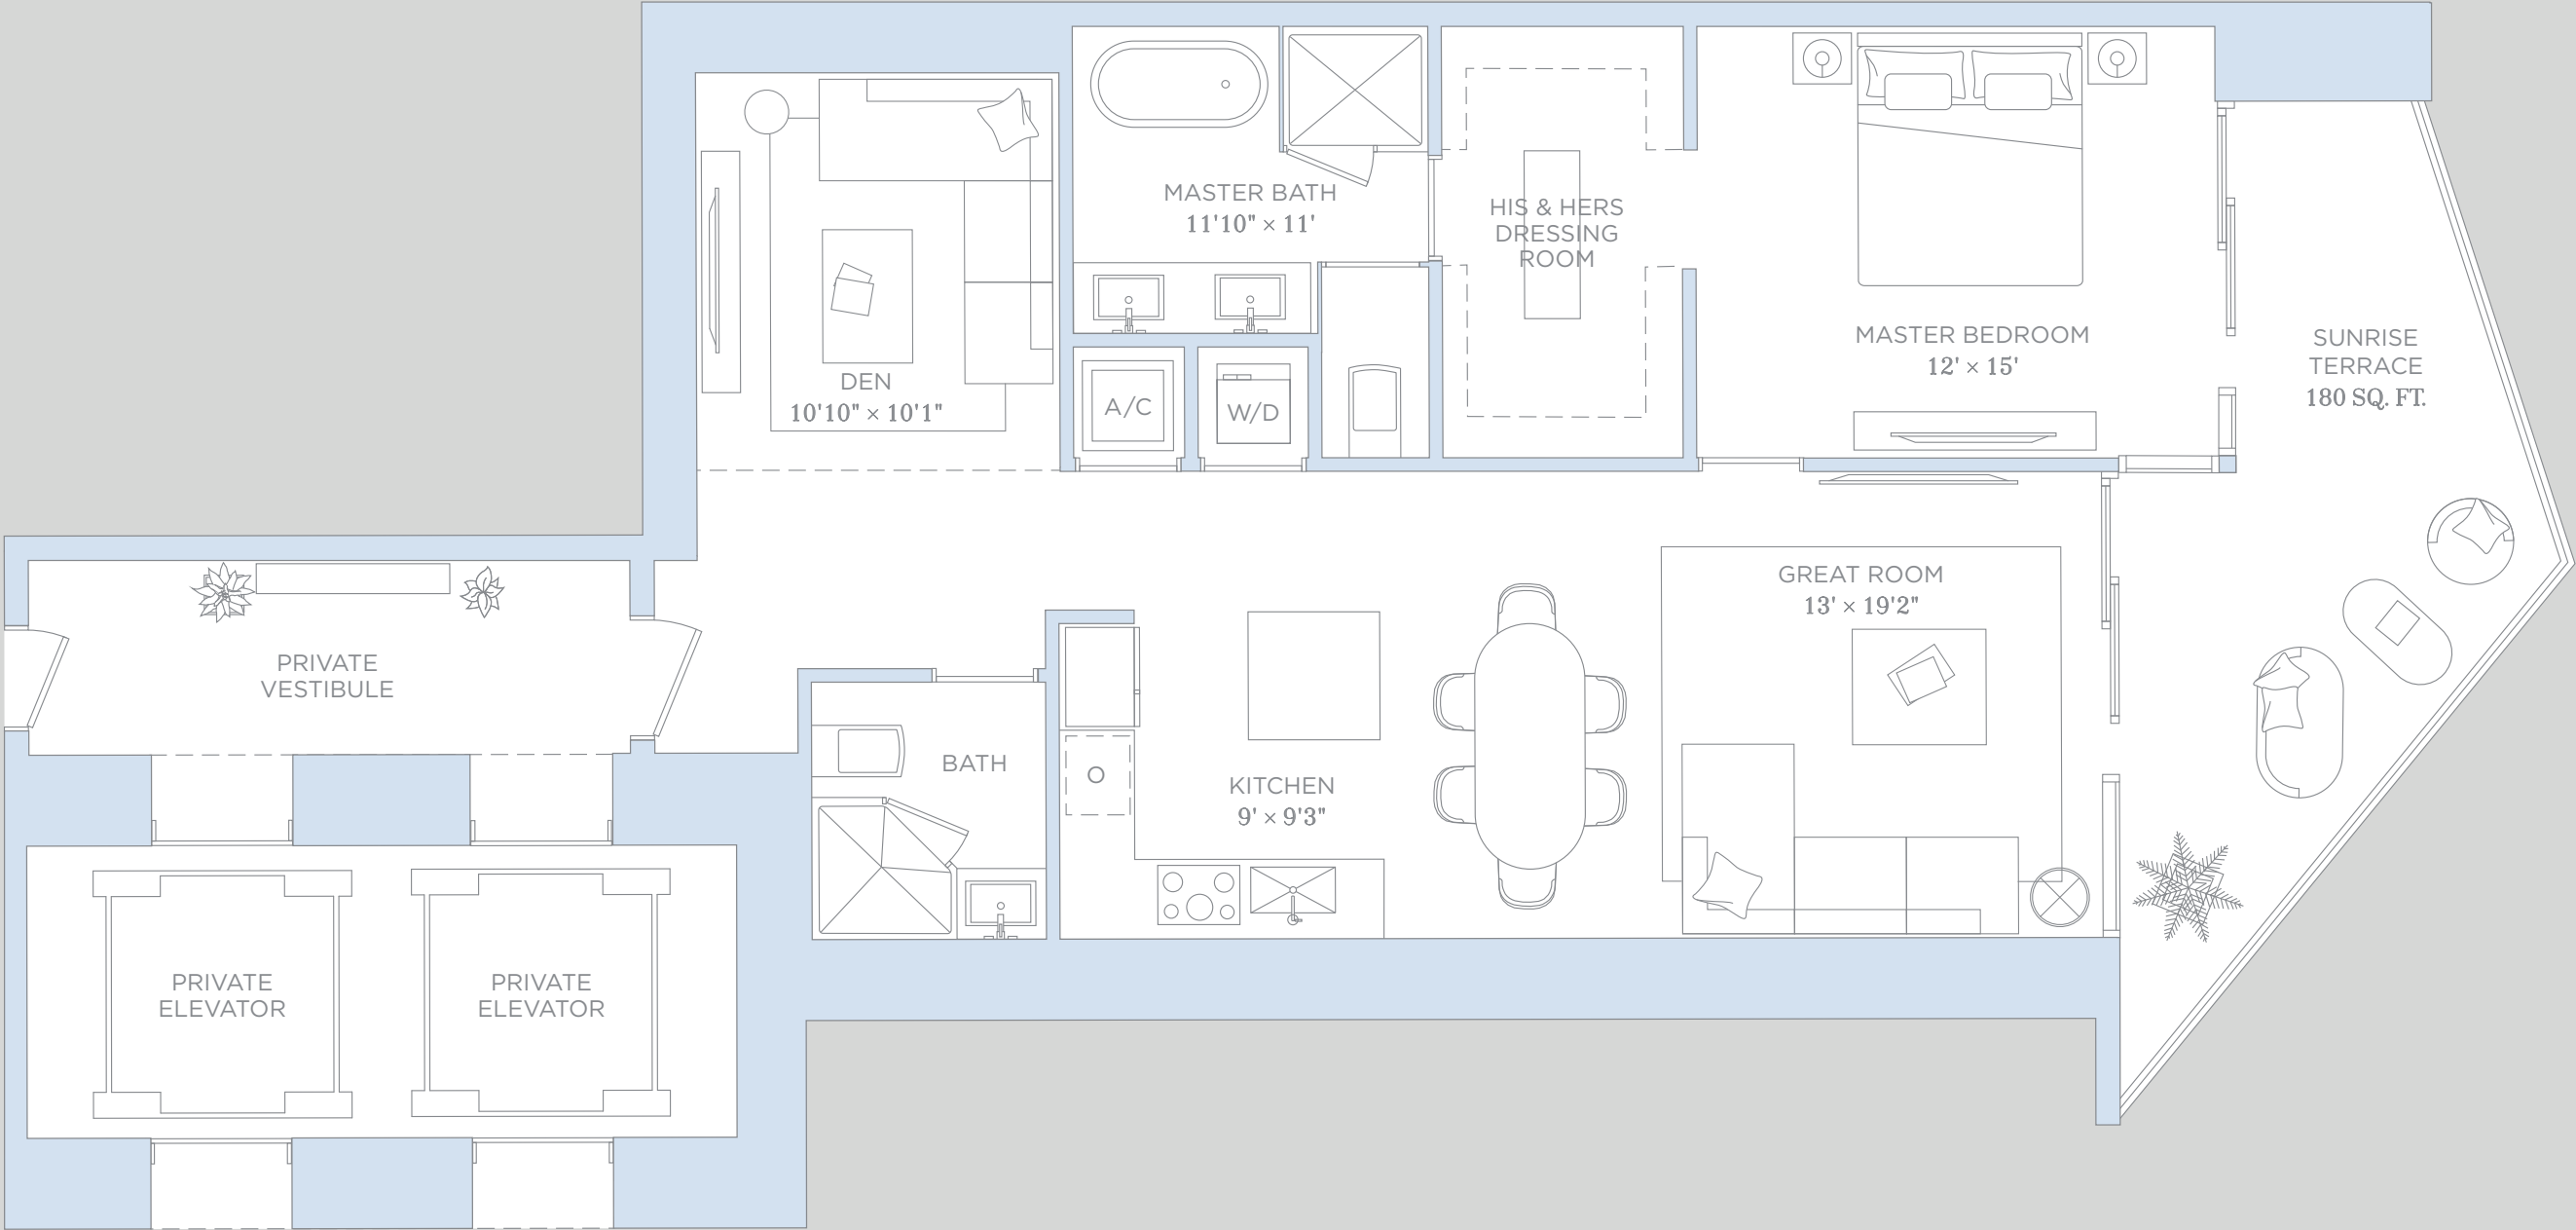 MASTER BATH
11'10" × 11'
HIS & HERS
DRESSING
ROOM
MASTER BEDROOM
12' × 15'
SUNRISE
TERRACE
180 SQ. FT.
DEN
10'10" × 10'1"
A/C
W/D
GREAT ROOM
13' × 19'2"
PRIVATE
VESTIBULE
BATH
KITCHEN
9' × 9'3"
PRIVATE
ELEVATOR
PRIVATE
ELEVATOR